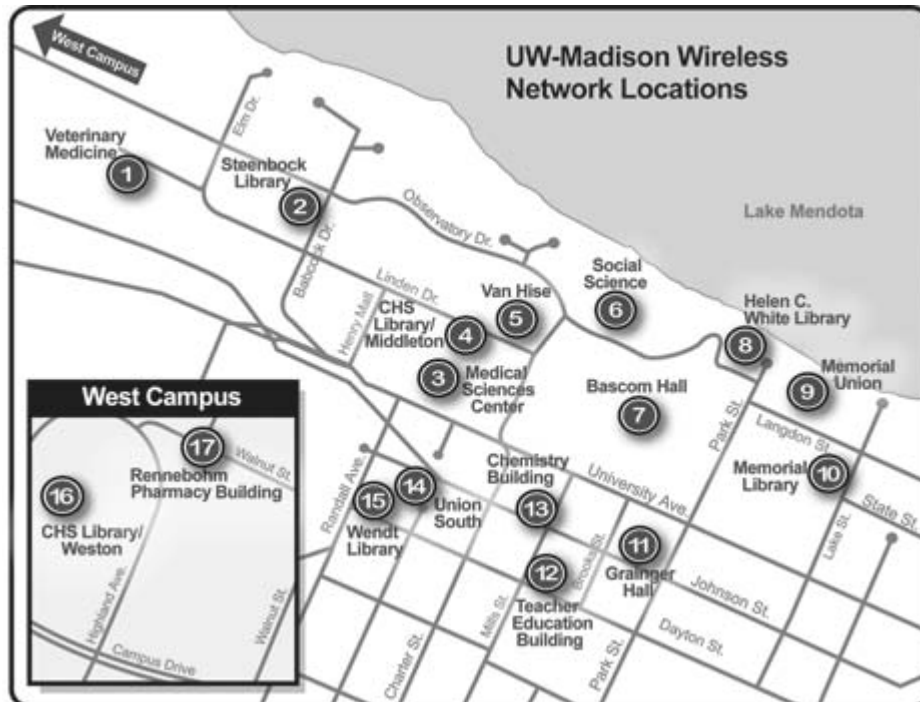 West Campus
UW-Madison Wireless
Network Locations
Elm Dr.
Veterinary
Medicine
1
Steenbock
Library
2
Babcock Dr.
Observatory Dr.
Lake Mendota
Linden Dr.
Henry Mall
CHS
Library/
Middleton
4
Van Hise
5
Social
Science
6
Helen C.
White Library
8
3
Medical
Sciences
Center
Bascom Hall
7
Park St.
Memorial
Union
9
Langdon St.
Memorial
Library
10
State St.
Lake St.
University Ave.
Chemistry
Building
13
Randall Ave.
14
Union
South
15
Wendt
Library
12
Teacher
Education
Building
Brooks St.
11
Grainger
Hall
Johnson St.
Dayton St.
Mills St.
Park St.
Charter St.
West Campus
17
Walnut St.
Rennebohm
Pharmacy Building
16
CHS Library/
Weston
Highland Ave.
Walnut St.
Campus Drive